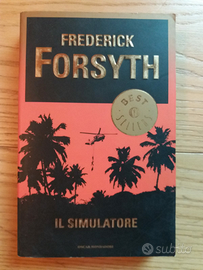 FREDERICK
FORSYTH
BEST
SELLERS
IL SIMULATORE
OSCAR MONDADORI
subito